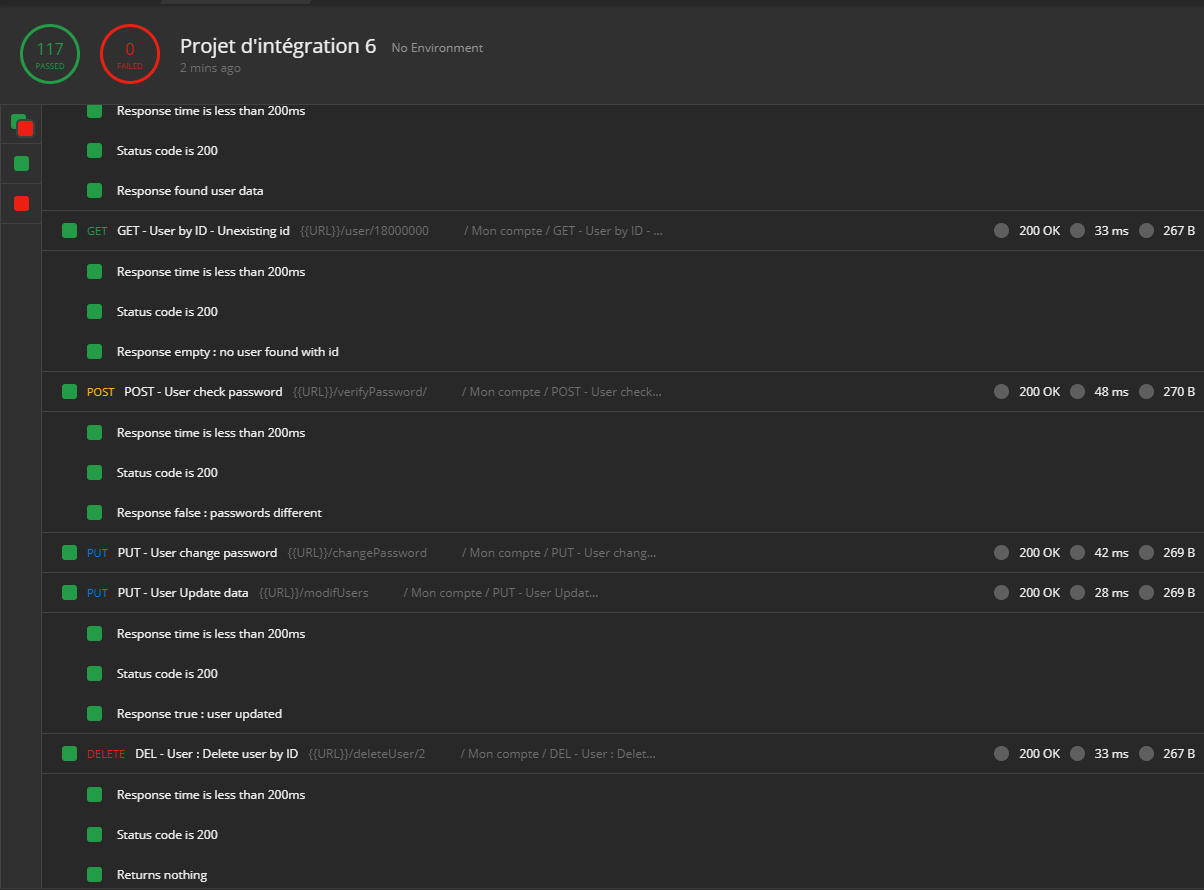 117 PASSED 0 FAILED Projet d'intégration 6 No Environment
2 mins ago
Response time is less than 200ms
Status code is 200
Response found user data
GET GET - User by ID - Unexisting id {{URL}}/user/18000000 / Mon compte / GET - User by ID - ... 200 OK 33 ms 267 B
Response time is less than 200ms
Status code is 200
Response empty : no user found with id
POST POST - User check password {{URL}}/verifyPassword/ / Mon compte / POST - User check... 200 OK 48 ms 270 B
Response time is less than 200ms
Status code is 200
Response false : passwords different
PUT PUT - User change password {{URL}}/changePassword / Mon compte / PUT - User chang... 200 OK 42 ms 269 B
PUT PUT - User Update data {{URL}}/modifUsers / Mon compte / PUT - User Updat... 200 OK 28 ms 269 B
Response time is less than 200ms
Status code is 200
Response true : user updated
DELETE DEL - User : Delete user by ID {{URL}}/deleteUser/2 / Mon compte / DEL - User : Delet... 200 OK 33 ms 267 B
Response time is less than 200ms
Status code is 200
Returns nothing